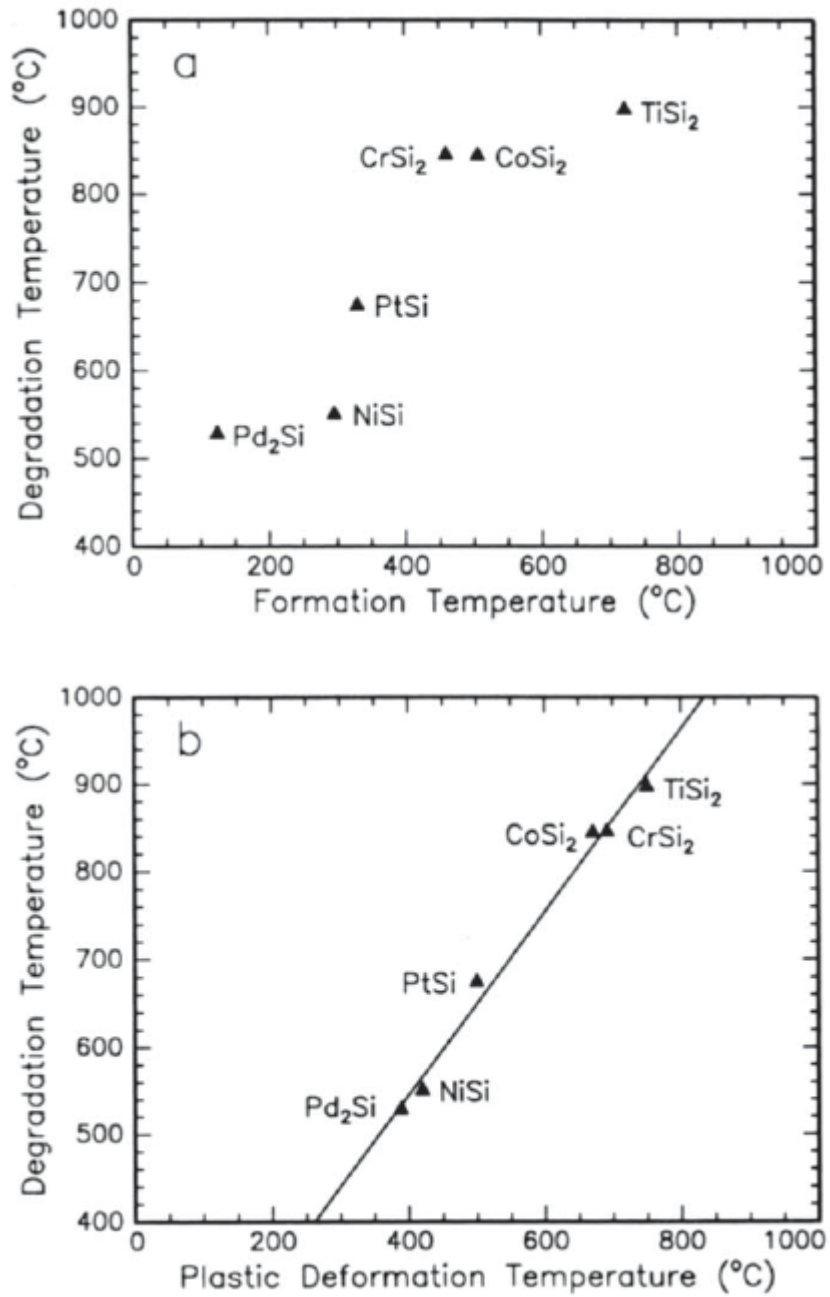 1000
a
900
TiSi₂
CrSi₂ CoSi₂
800
700
PtSi
600
NiSi
Pd₂Si
500
400
0 200 400 600 800 1000
Degradation Temperature (°C)
Formation Temperature (°C)
1000
b
900
TiSi₂
CoSi₂ CrSi₂
800
700
PtSi
600
NiSi
Pd₂Si
500
400
0 200 400 600 800 1000
Degradation Temperature (°C)
Plastic Deformation Temperature (°C)